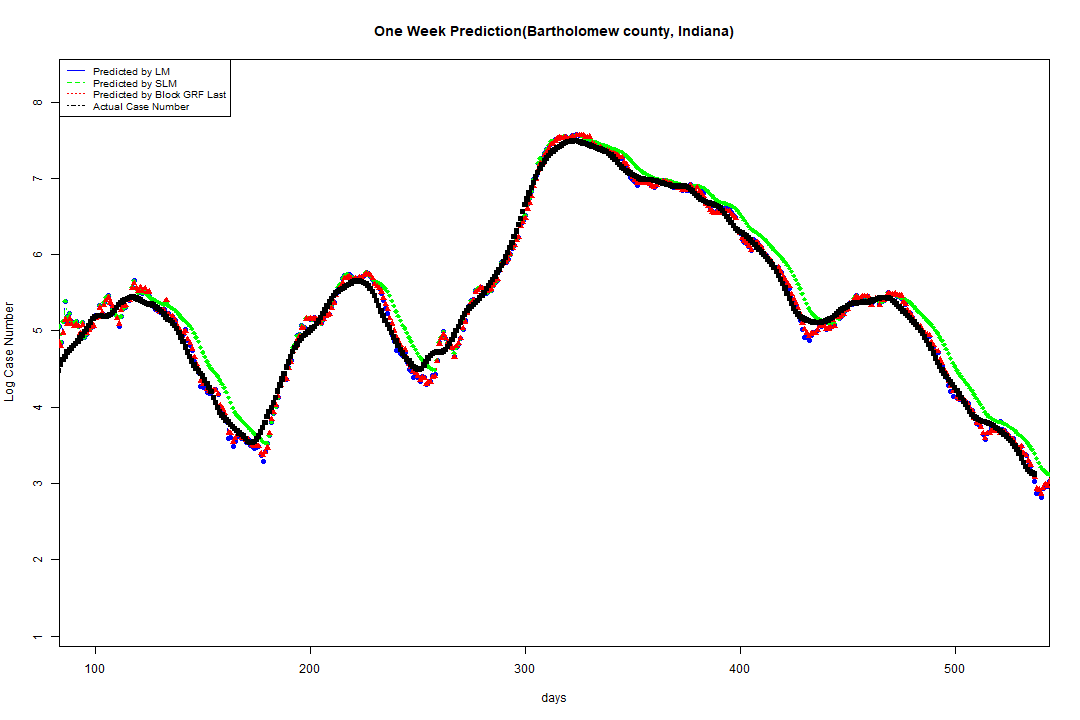 One Week Prediction(Bartholomew county, Indiana)
Predicted by LM
Predicted by SLM
Predicted by Block GRF Last
Actual Case Number
8
7
6
5
4
3
2
1
Log Case Number
100 200 300 400 500
days